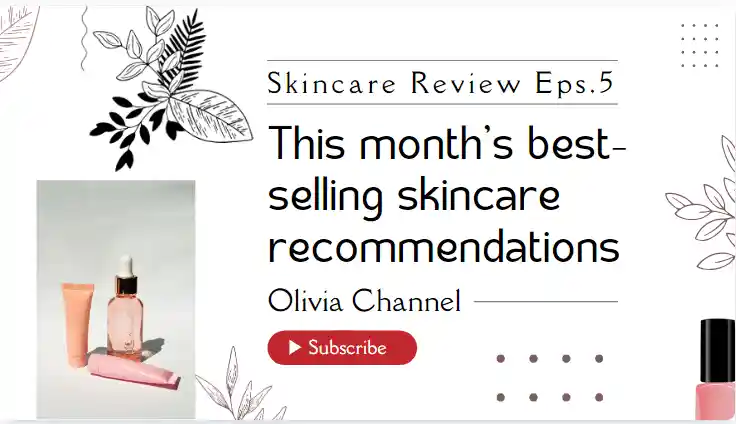 Skincare Review Eps.5
This month's best-
selling skincare
recommendations
Olivia Channel
Subscribe